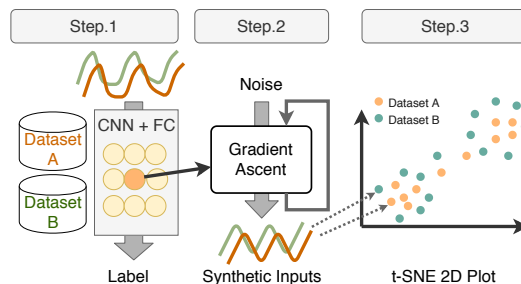 Step.1
Step.2
Step.3
Noise
Dataset A
Dataset B
CNN + FC
Dataset
A
Dataset
B
Gradient
Ascent
Label
Synthetic Inputs
t-SNE 2D Plot